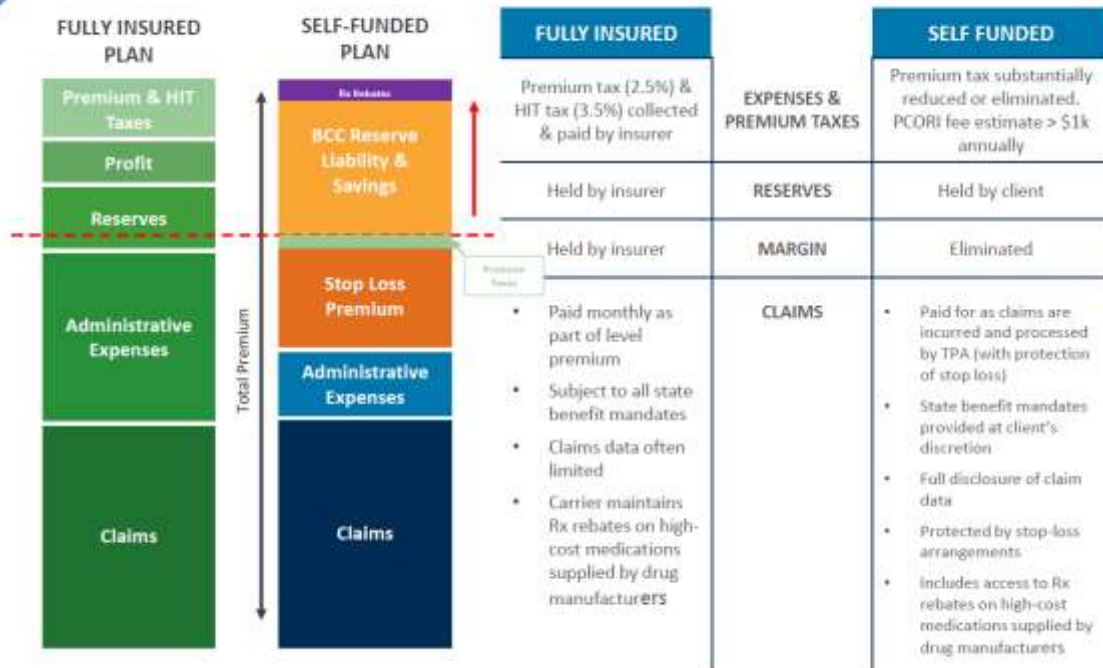 FULLY INSURED
PLAN
Premium & HIT
Taxes
Profit
Reserves
Administrative
Expenses
Claims
Total Premium
SELF-FUNDED
PLAN
Rx Rebates
BCC Reserve
Liability &
Savings
Stop Loss
Premium
Administrative
Expenses
Claims
Premium
Taxes
FULLY INSURED
SELF FUNDED
Premium tax (2.5%) &
HIT tax (3.5%) collected
& paid by insurer
EXPENSES &
PREMIUM TAXES
Premium tax substantially
reduced or eliminated.
PCORI fee estimate > $1k
annually
Held by insurer
RESERVES
Held by client
Held by insurer
MARGIN
Eliminated
• Paid monthly as
part of level
premium
• Subject to all state
benefit mandates
• Claims data often
limited
• Carrier maintains
Rx rebates on high-
cost medications
supplied by drug
manufacturers
CLAIMS
• Paid for as claims are
incurred and processed
by TPA (with protection
of stop loss)
• State benefit mandates
provided at client's
discretion
• Full disclosure of claim
data
• Protected by stop-loss
arrangements
• Includes access to Rx
rebates on high-cost
medications supplied by
drug manufacturers